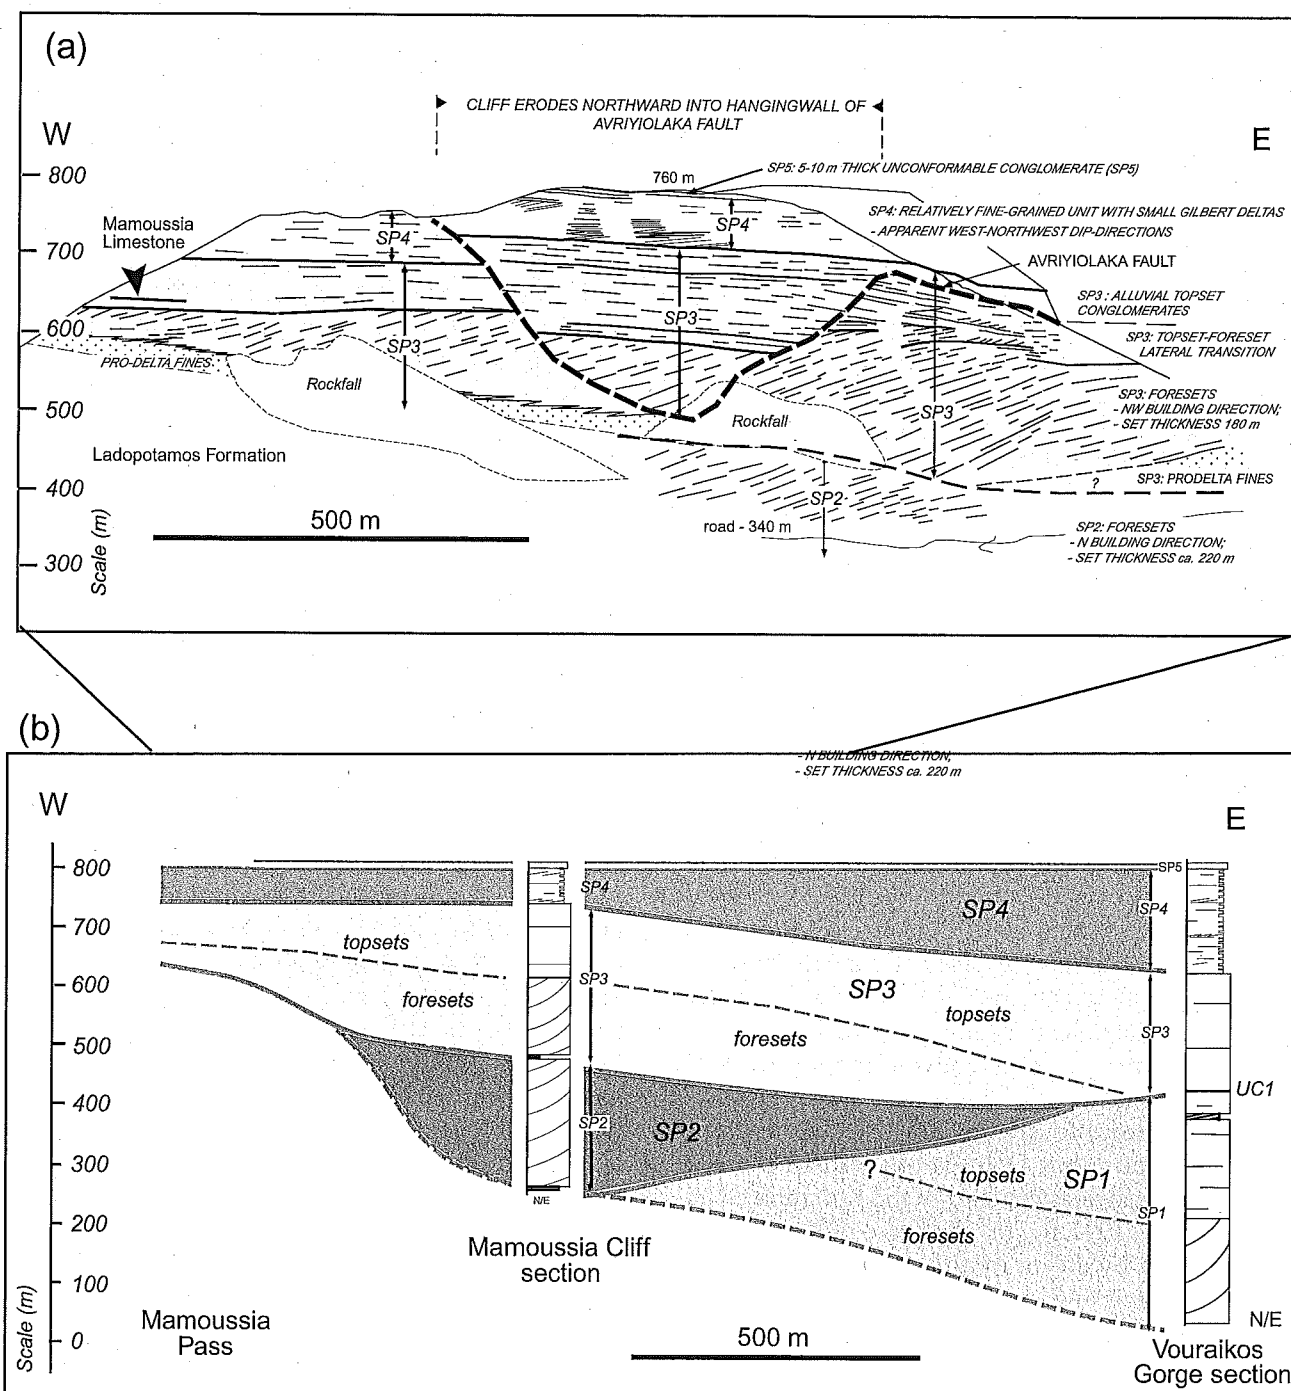 (a)
CLIFF ERODES NORTHWARD INTO HANGINGWALL OF
AVRIYIOLAKA FAULT
W
E
800
760 m
SP5: 5-10 m THICK UNCONFORMABLE CONGLOMERATE (SP5)
Mamoussia
Limestone
SP4
SP4
SP4: RELATIVELY FINE-GRAINED UNIT WITH SMALL GILBERT DELTAS
- APPARENT WEST-NORTHWEST DIP-DIRECTIONS
700
AVRIYIOLAKA FAULT
SP3 : ALLUVIAL TOPSET
CONGLOMERATES
600
SP3
SP3
SP3: TOPSET-FORESET
LATERAL TRANSITION
PRO-DELTA FINES
Rockfall
SP3: FORESETS
- NW BUILDING DIRECTION;
- SET THICKNESS 180 m
500
Rockfall
SP3
Ladopotamos Formation
400
SP2
?
SP3: PRODELTA FINES
500 m
road - 340 m
SP2: FORESETS
- N BUILDING DIRECTION;
- SET THICKNESS ca. 220 m
300
Scale (m)
(b)
- N BUILDING DIRECTION;
- SET THICKNESS ca. 220 m
W
E
800
SP5
SP4
SP4
SP4
700
topsets
600
foresets
SP3
SP3
topsets
SP3
500
foresets
400
UC1
SP2
SP2
300
?
topsets
SP1
200
N/E
SP1
foresets
Mamoussia Cliff
section
100
0
Scale (m)
Mamoussia
Pass
500 m
N/E
Vouraikos
Gorge section